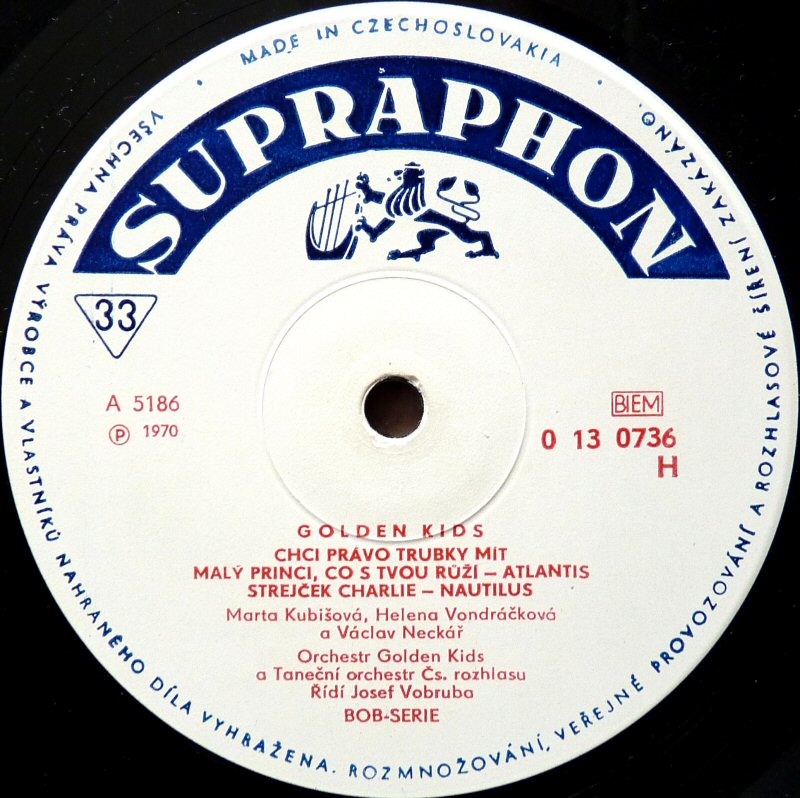 MADE IN CZECHOSLOVAKIA
SUPRAPHON
33
A 5186
Ⓟ 1970
BIEM
0 13 0736
H
GOLDEN KIDS
CHCI PRÁVO TRUBKY MÍT
MALÝ PRINCI, CO S TVOU RŮŽÍ – ATLANTIS
STREJČEK CHARLIE – NAUTILUS
Marta Kubišová, Helena Vondráčková
a Václav Neckář
Orchestr Golden Kids
a Taneční orchestr Čs. rozhlasu
Řídí Josef Vobruba
BOB-SERIE
VŠECHNA PRÁVA VÝROBCE A VLASTNÍKŮ NAHRANÉHO DÍLA VYHRAŽENA. ROZMNOŽOVÁNÍ, VEŘEJNÉ PROVOZOVÁNÍ A ROZHLASOVÉ ŠÍŘENÍ ZAKÁZÁNO.